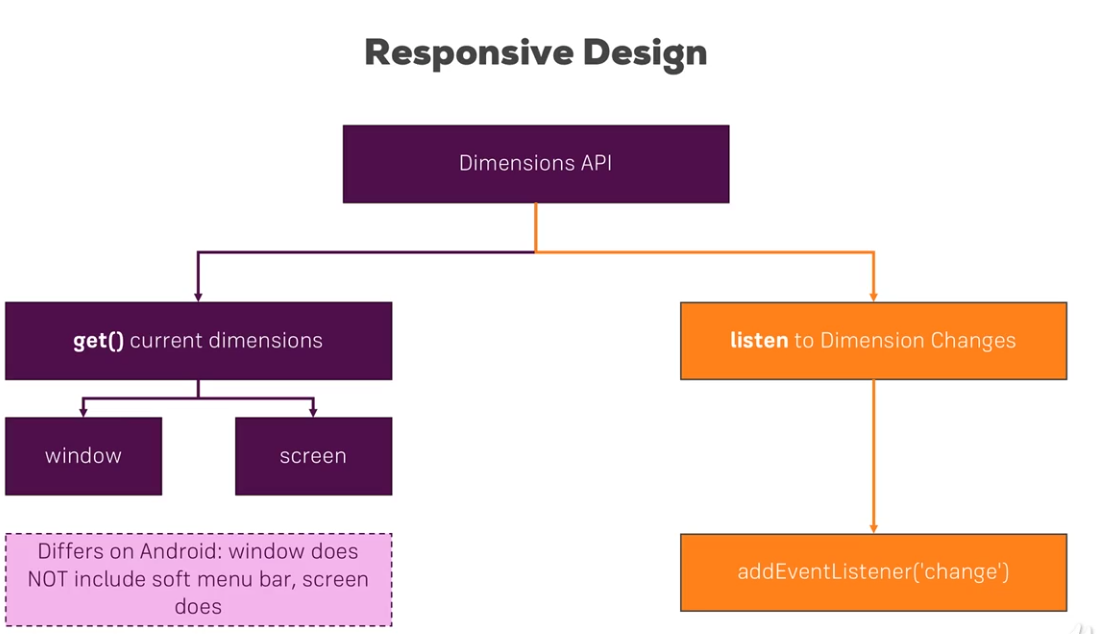 Responsive Design
Dimensions API
get() current dimensions
listen to Dimension Changes
window
screen
Differs on Android: window does
NOT include soft menu bar, screen
does
addEventListener('change')